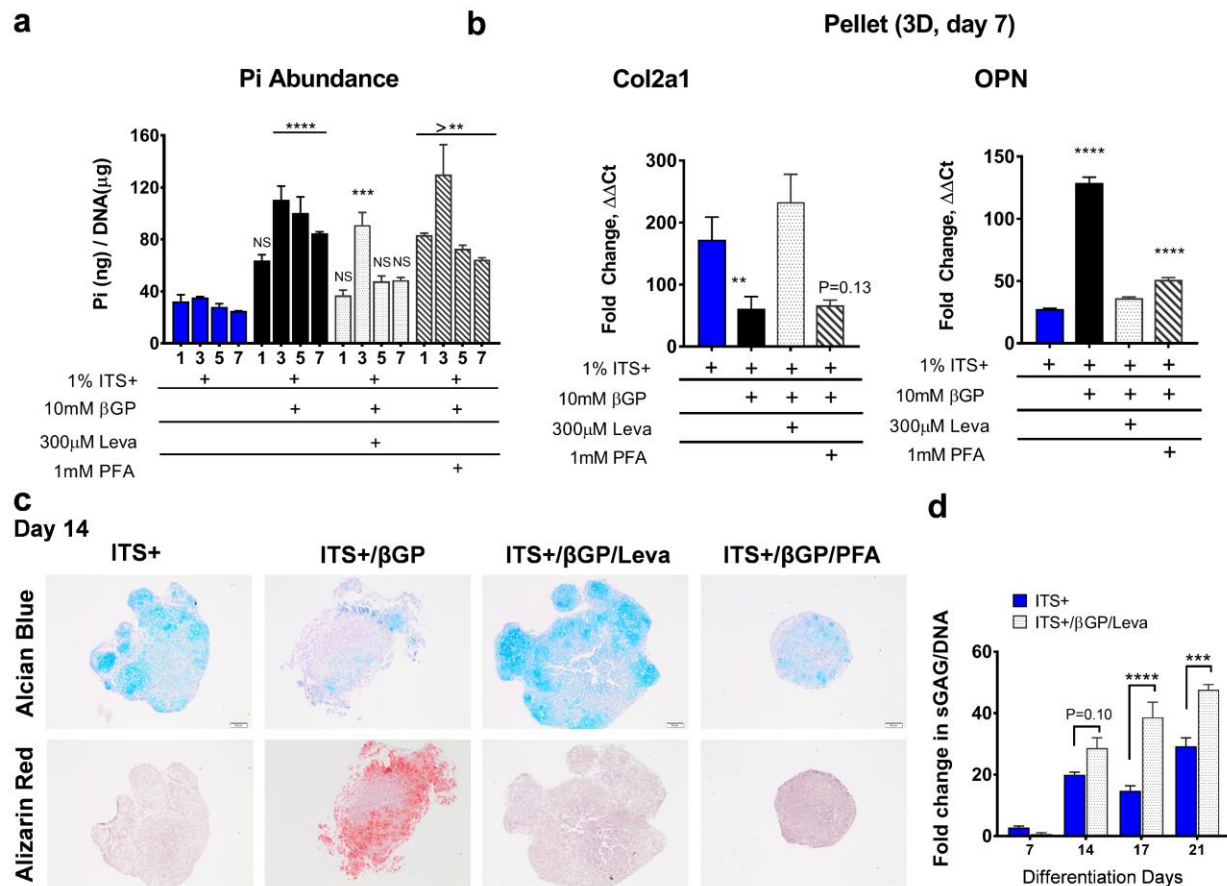 a
Pi Abundance
Pi (ng) / DNA(μg)
160
120
80
40
0
NS
****
NS
***
NS
NS
> **
1 3 5 7 1 3 5 7 1 3 5 7 1 3 5 7
1% ITS+ + + + +
10mM βGP + + +
300μM Leva +
1mM PFA +
b
Pellet (3D, day 7)
Col2a1
Fold Change, ΔΔCt
300
200
100
0
**
P=0.13
1% ITS+ + + + +
10mM βGP + + +
300μM Leva +
1mM PFA +
OPN
Fold Change, ΔΔCt
150
100
50
0
****
****
1% ITS+ + + + +
10mM βGP + + +
300μM Leva +
1mM PFA +
c
Day 14
ITS+ ITS+/βGP ITS+/βGP/Leva ITS+/βGP/PFA
Alcian Blue
Alizarin Red
d
ITS+
ITS+/βGP/Leva
Fold change in sGAG/DNA
60
40
20
0
P=0.10
****
***
7 14 17 21
Differentiation Days